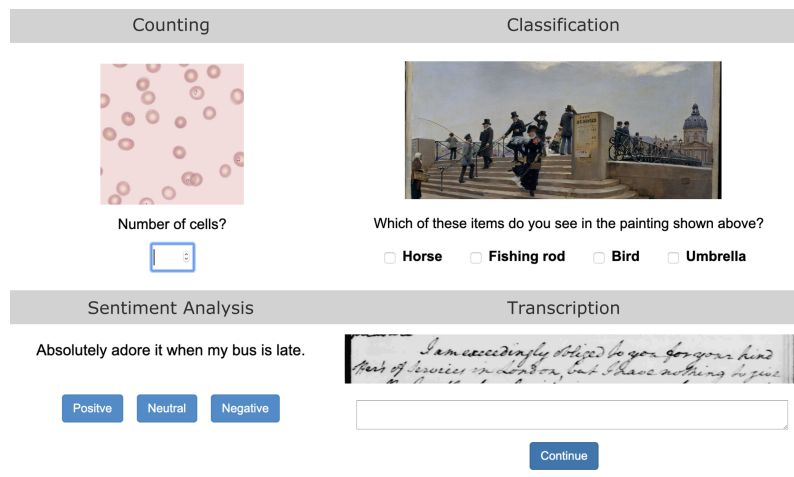 Counting
Classification
Number of cells?
Which of these items do you see in the painting shown above?
Horse
Fishing rod
Bird
Umbrella
Sentiment Analysis
Transcription
Absolutely adore it when my bus is late.
I am exceedingly obliged to you for your kind
offers of Services in London, but I have nothing to give
Positve
Neutral
Negative
Continue